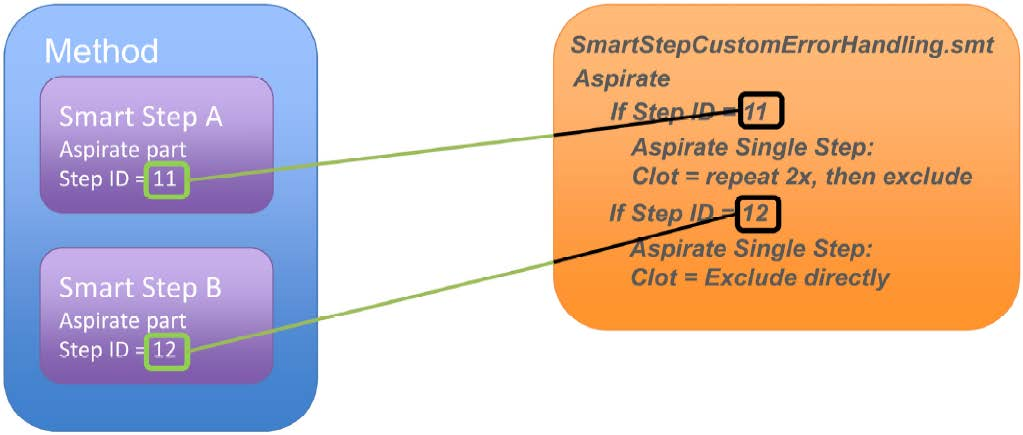 Method
Smart Step A
Aspirate part
Step ID = 11
Smart Step B
Aspirate part
Step ID = 12
SmartStepCustomErrorHandling.smt
Aspirate
If Step ID = 11
Aspirate Single Step:
Clot = repeat 2x, then exclude
If Step ID = 12
Aspirate Single Step:
Clot = Exclude directly